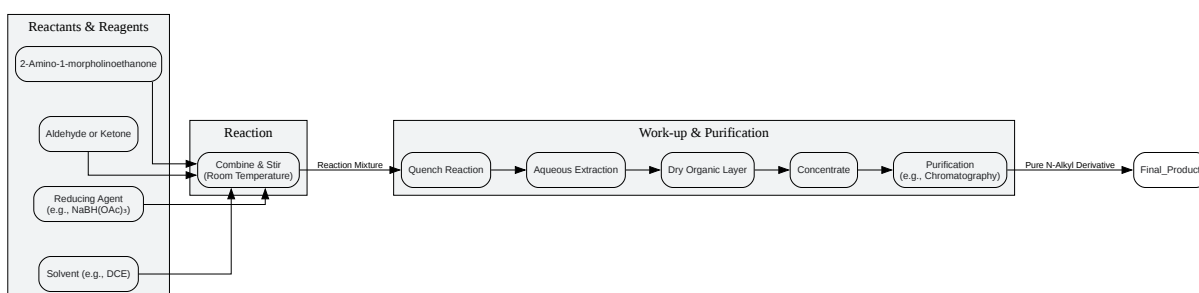 Reactants & Reagents
2-Amino-1-morpholinoethanone
Aldehyde or Ketone
Reducing Agent
(e.g., NaBH(OAc)₃)
Solvent (e.g., DCE)
Reaction
Combine & Stir
(Room Temperature)
Reaction Mixture
Work-up & Purification
Quench Reaction
Aqueous Extraction
Dry Organic Layer
Concentrate
Purification
(e.g., Chromatography)
Pure N-Alkyl Derivative
Final_Product